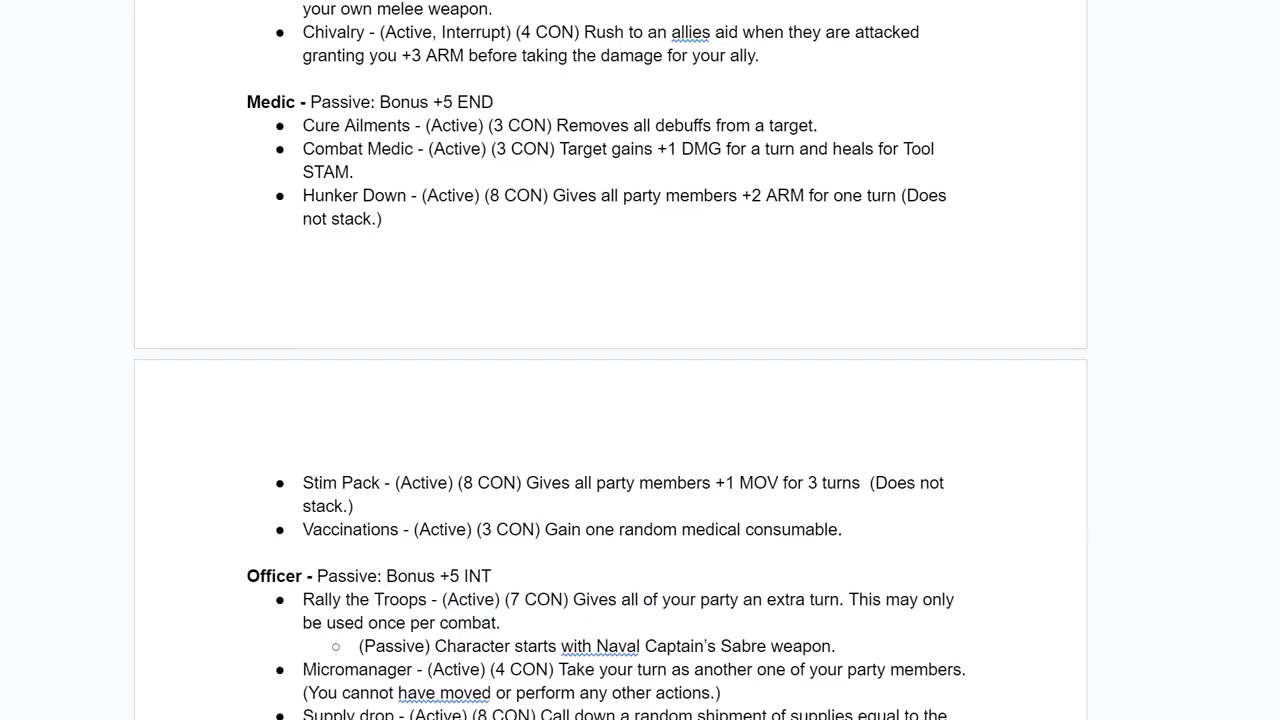 your own melee weapon.
● Chivalry - (Active, Interrupt) (4 CON) Rush to an allies aid when they are attacked
granting you +3 ARM before taking the damage for your ally.
Medic - Passive: Bonus +5 END
● Cure Ailments - (Active) (3 CON) Removes all debuffs from a target.
● Combat Medic - (Active) (3 CON) Target gains +1 DMG for a turn and heals for Tool
STAM.
● Hunker Down - (Active) (8 CON) Gives all party members +2 ARM for one turn (Does
not stack.)
● Stim Pack - (Active) (8 CON) Gives all party members +1 MOV for 3 turns  (Does not
stack.)
● Vaccinations - (Active) (3 CON) Gain one random medical consumable.
Officer - Passive: Bonus +5 INT
● Rally the Troops - (Active) (7 CON) Gives all of your party an extra turn. This may only
be used once per combat.
○ (Passive) Character starts with Naval Captain’s Sabre weapon.
● Micromanager - (Active) (4 CON) Take your turn as another one of your party members.
(You cannot have moved or perform any other actions.)
● Supply drop - (Active) (8 CON) Call down a random shipment of supplies equal to the